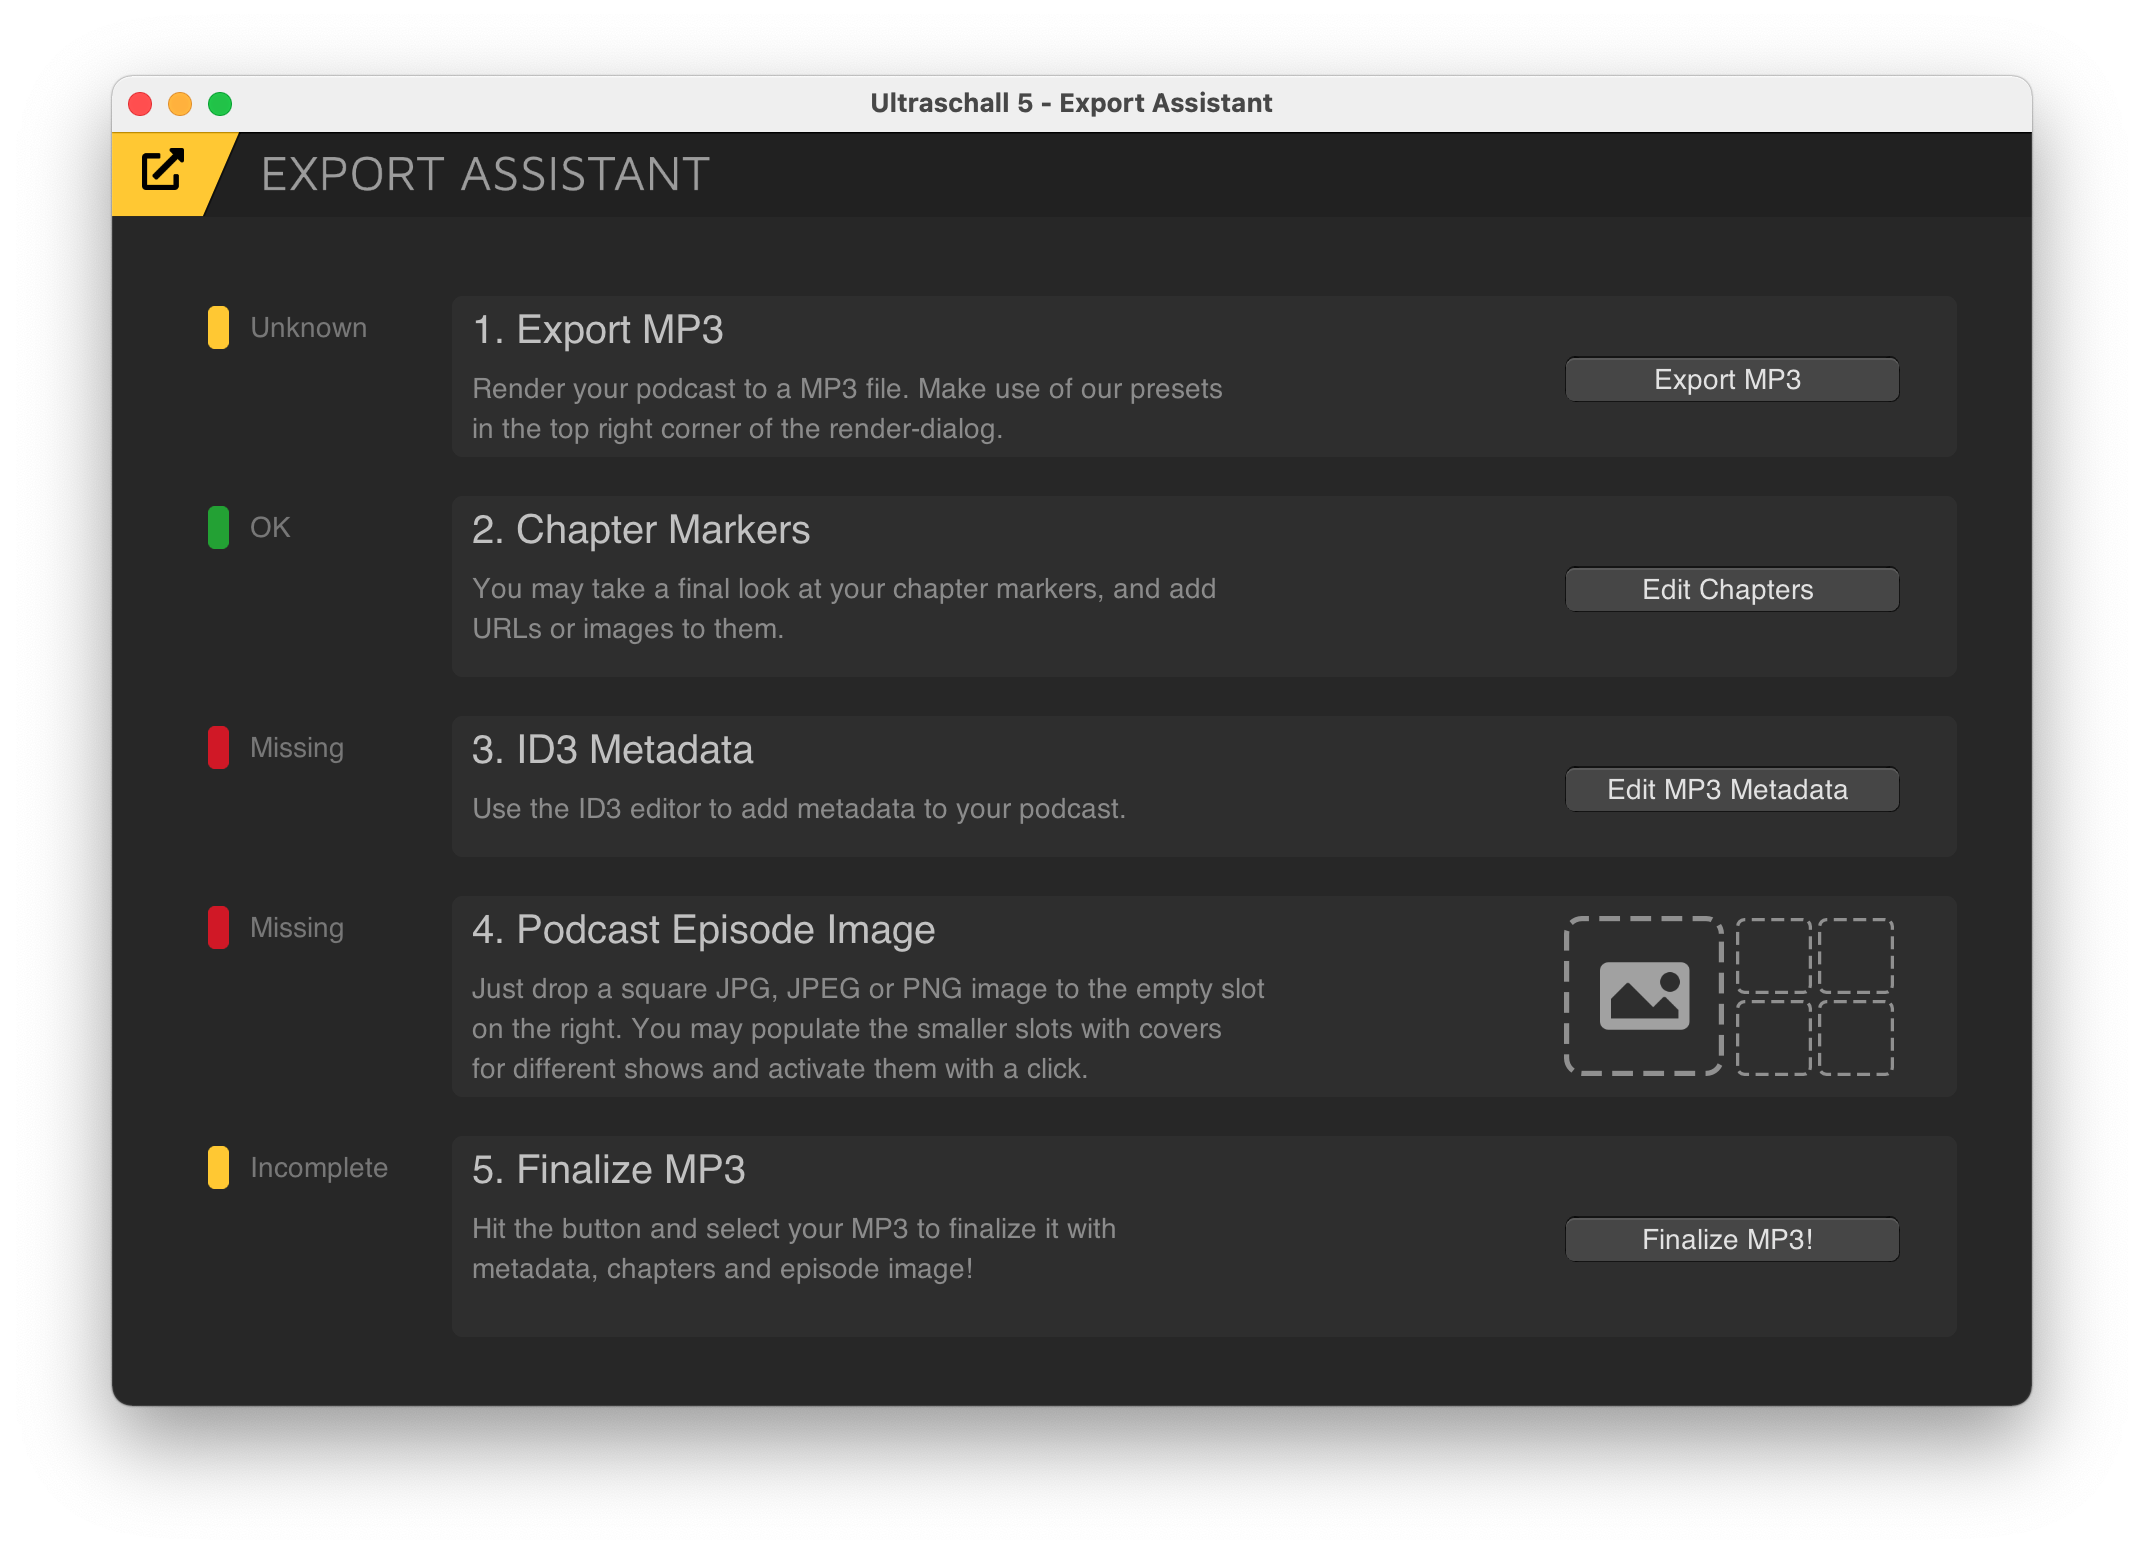 Ultraschall 5 - Export Assistant
EXPORT ASSISTANT
Unknown
1. Export MP3
Render your podcast to a MP3 file. Make use of our presets
in the top right corner of the render-dialog.
Export MP3
OK
2. Chapter Markers
You may take a final look at your chapter markers, and add
URLs or images to them.
Edit Chapters
Missing
3. ID3 Metadata
Use the ID3 editor to add metadata to your podcast.
Edit MP3 Metadata
Missing
4. Podcast Episode Image
Just drop a square JPG, JPEG or PNG image to the empty slot
on the right. You may populate the smaller slots with covers
for different shows and activate them with a click.
Incomplete
5. Finalize MP3
Hit the button and select your MP3 to finalize it with
metadata, chapters and episode image!
Finalize MP3!